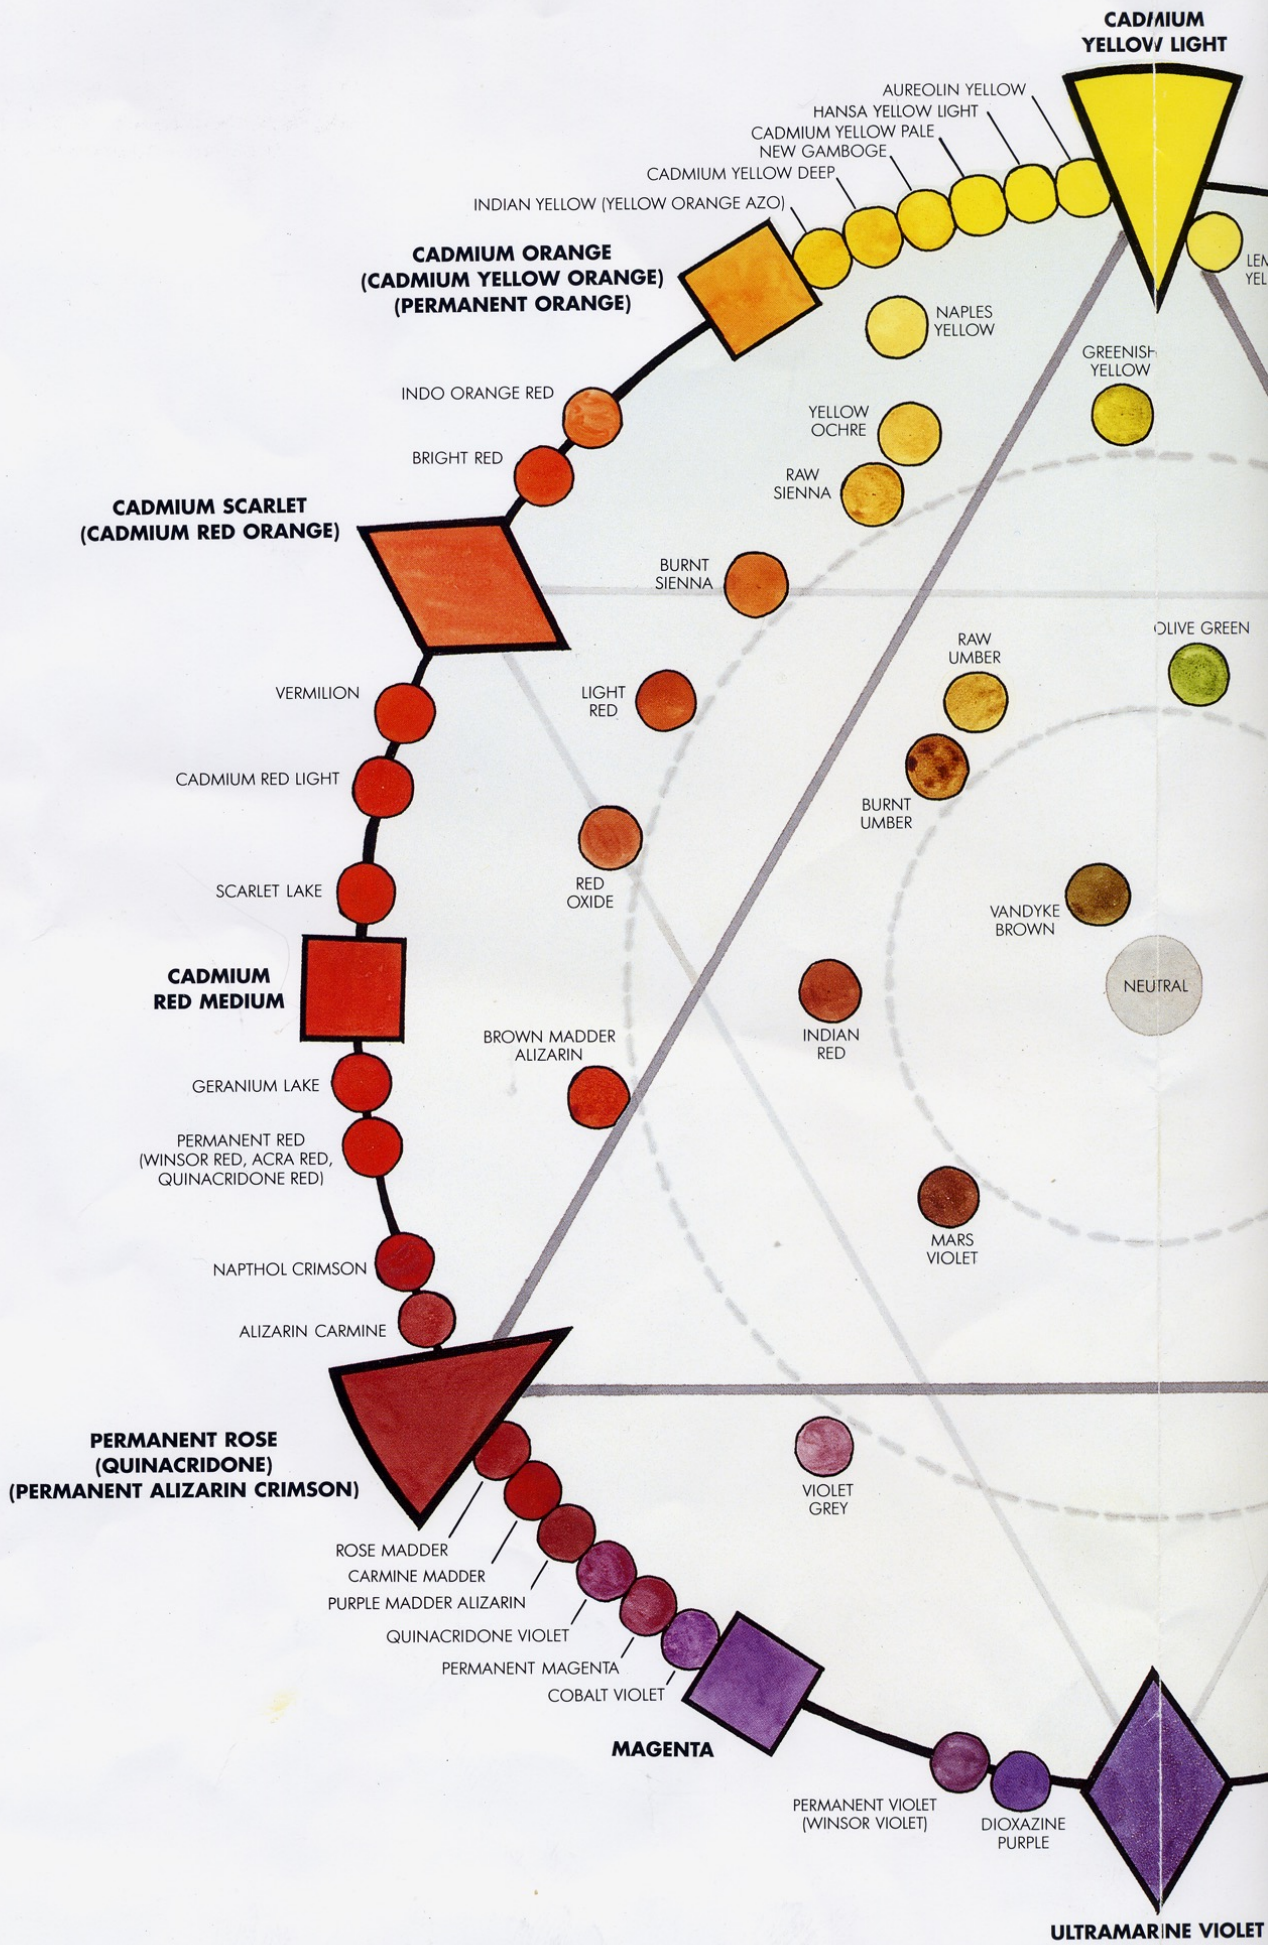 CADMIUM
YELLOW LIGHT
AUREOLIN YELLOW
HANSA YELLOW LIGHT
CADMIUM YELLOW PALE
NEW GAMBOGE
CADMIUM YELLOW DEEP
INDIAN YELLOW (YELLOW ORANGE AZO)
CADMIUM ORANGE
(CADMIUM YELLOW ORANGE)
(PERMANENT ORANGE)
LEM
YEL
NAPLES
YELLOW
GREENISH
YELLOW
INDO ORANGE RED
YELLOW
OCHRE
BRIGHT RED
RAW
SIENNA
CADMIUM SCARLET
(CADMIUM RED ORANGE)
BURNT
SIENNA
OLIVE GREEN
RAW
UMBER
VERMILION
LIGHT
RED
CADMIUM RED LIGHT
BURNT
UMBER
SCARLET LAKE
RED
OXIDE
VANDYKE
BROWN
CADMIUM
RED MEDIUM
NEUTRAL
BROWN MADDER
ALIZARIN
INDIAN
RED
GERANIUM LAKE
PERMANENT RED
(WINSOR RED, ACRA RED,
QUINACRIDONE RED)
MARS
VIOLET
NAPTHOL CRIMSON
ALIZARIN CARMINE
PERMANENT ROSE
(QUINACRIDONE)
(PERMANENT ALIZARIN CRIMSON)
VIOLET
GREY
ROSE MADDER
CARMINE MADDER
PURPLE MADDER ALIZARIN
QUINACRIDONE VIOLET
PERMANENT MAGENTA
COBALT VIOLET
MAGENTA
PERMANENT VIOLET
(WINSOR VIOLET)
DIOXAZINE
PURPLE
ULTRAMARINE VIOLET